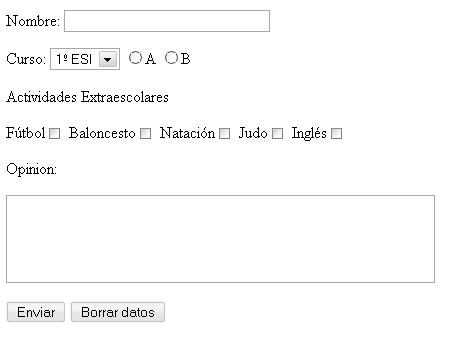 Nombre:
Curso: 1º ESI A B
Actividades Extraescolares
Fútbol Baloncesto Natación Judo Inglés
Opinion:
Enviar Borrar datos